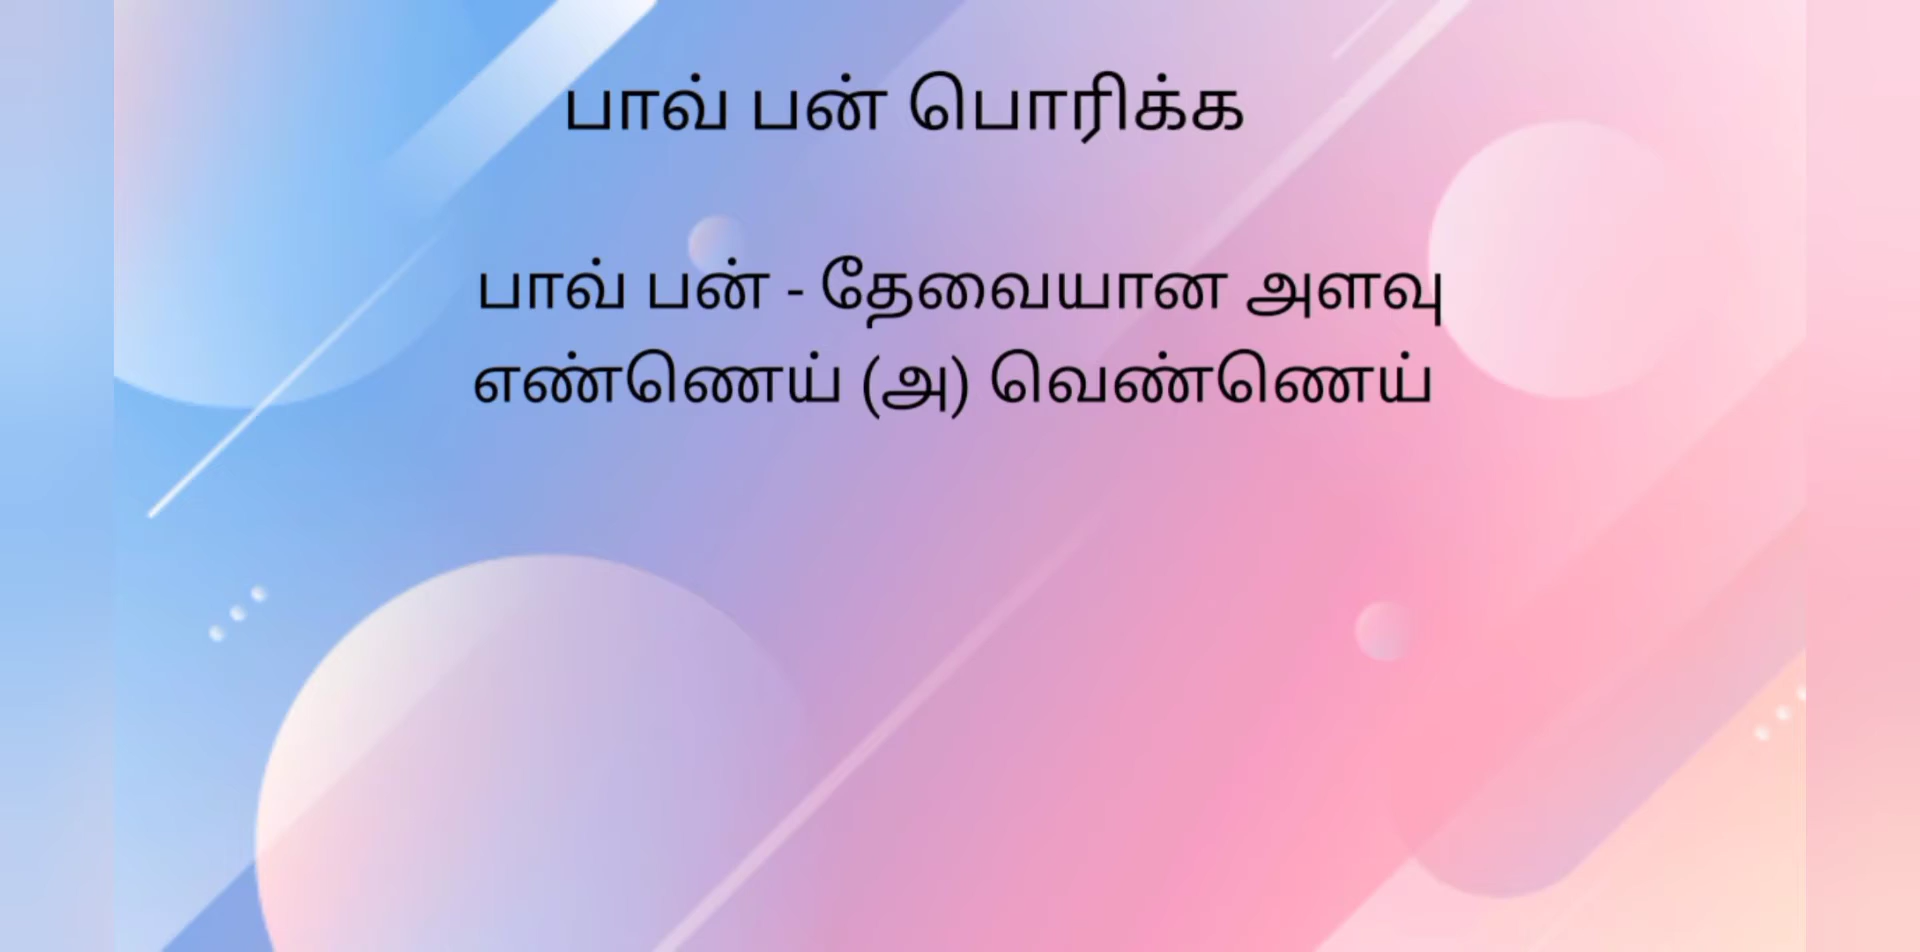 பாவ் பன் பொரிக்க
பாவ் பன் - தேவையான அளவு
எண்ணெய் (அ) வெண்ணெய்